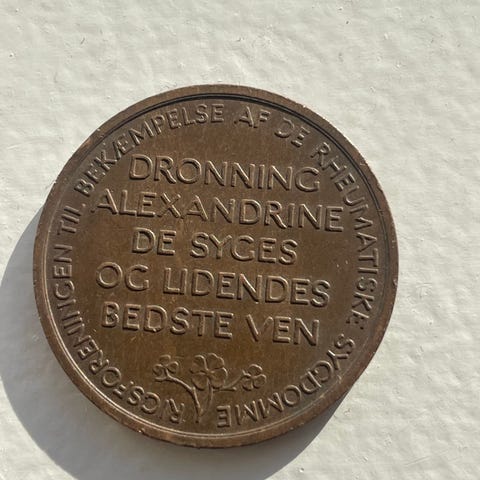 RIGSFORENINGEN TIL BEKÆMPELSE AF DE RHEUMATISKE SYGDOMME
DRONNING
ALEXANDRINE
DE SYGES
OG LIDENDES
BEDSTE VEN